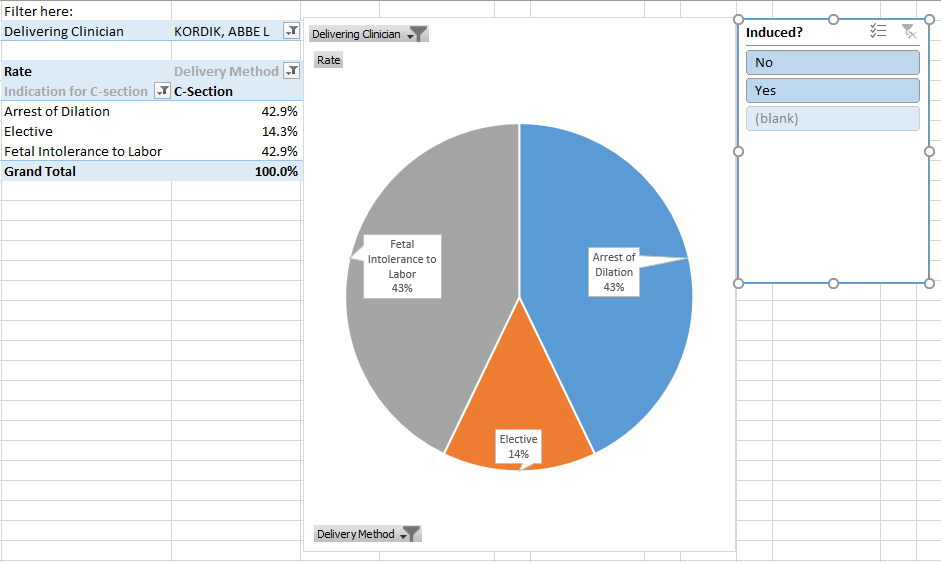 Filter here:
Delivering Clinician KORDIK, ABBE L
Rate Delivery Method
Indication for C-section C-Section
Arrest of Dilation 42.9%
Elective 14.3%
Fetal Intolerance to Labor 42.9%
Grand Total 100.0%
Delivering Clinician
Rate
Fetal
Intolerance to
Labor
43%
Arrest of
Dilation
43%
Elective
14%
Delivery Method
Induced?
No
Yes
(blank)